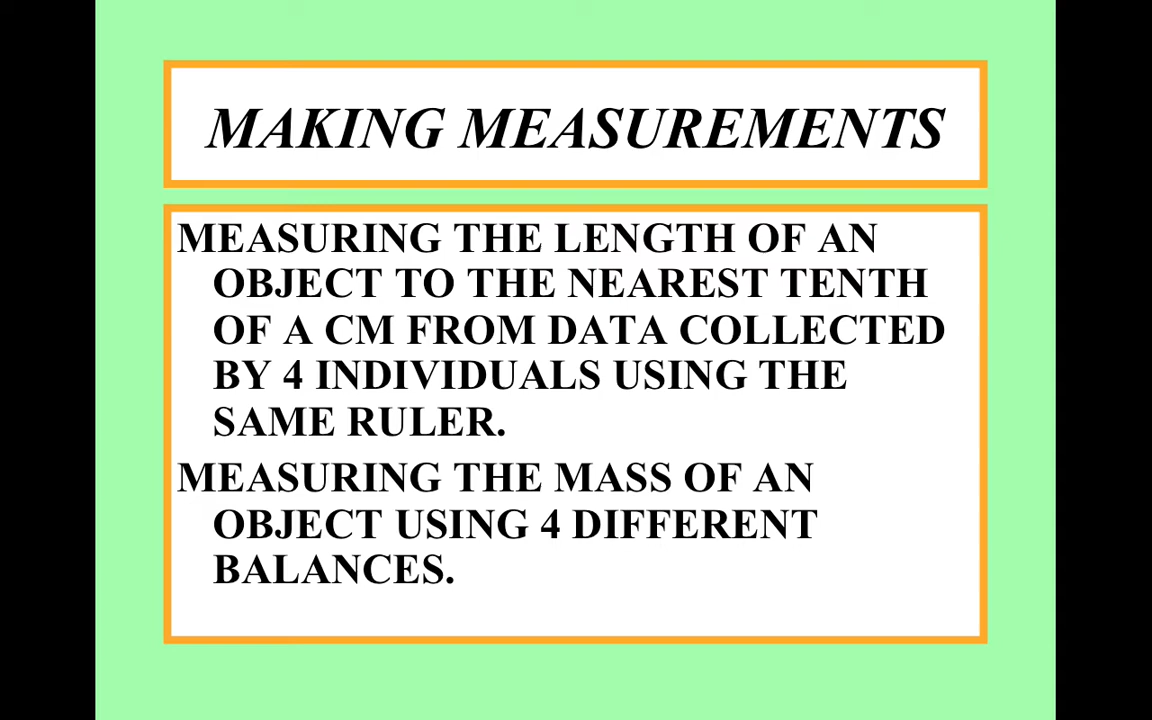 MAKING MEASUREMENTS
MEASURING THE LENGTH OF AN
OBJECT TO THE NEAREST TENTH
OF A CM FROM DATA COLLECTED
BY 4 INDIVIDUALS USING THE
SAME RULER.
MEASURING THE MASS OF AN
OBJECT USING 4 DIFFERENT
BALANCES.